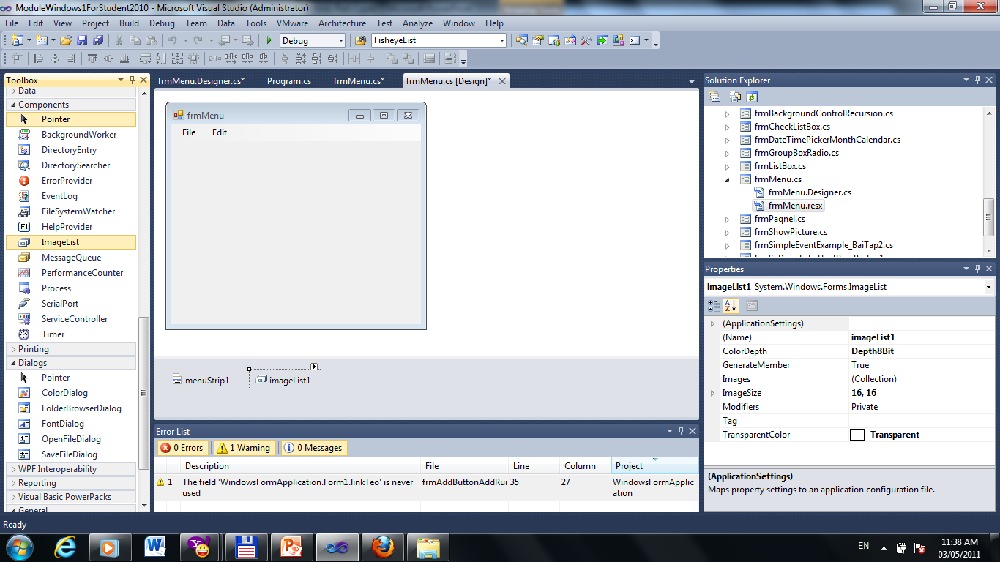 ModuleWindows1ForStudent2010 - Microsoft Visual Studio (Administrator)
File Edit View Project Build Debug Team Data Tools VMware Architecture Test Analyze Window Help
Debug FisheyeList
Toolbox
Data
Components
Pointer
BackgroundWorker
DirectoryEntry
DirectorySearcher
ErrorProvider
EventLog
FileSystemWatcher
HelpProvider
ImageList
MessageQueue
PerformanceCounter
Process
SerialPort
ServiceController
Timer
Printing
Dialogs
Pointer
ColorDialog
FolderBrowserDialog
FontDialog
OpenFileDialog
SaveFileDialog
WPF Interoperability
Reporting
Visual Basic PowerPacks
General
frmMenu.Designer.cs* Program.cs frmMenu.cs* frmMenu.cs [Design]*
frmMenu
File Edit
menuStrip1 imageList1
Error List
0 Errors 1 Warning 0 Messages
Description File Line Column Project
1 The field 'WindowsFormApplication.Form1.linkTeo' is never frmAddButtonAddRu 35 27 WindowsFormApplic
used ation
Solution Explorer
frmBackgroundControlRecursion.cs
frmCheckListBox.cs
frmDateTimePickerMonthCalendar.cs
frmGroupBoxRadio.cs
frmListBox.cs
frmMenu.cs
frmMenu.Designer.cs
frmMenu.resx
frmPaqnel.cs
frmShowPicture.cs
frmSimpleEventExample_BaiTap2.cs
Properties
imageList1 System.Windows.Forms.ImageList
(ApplicationSettings)
(Name) imageList1
ColorDepth Depth8Bit
GenerateMember True
Images (Collection)
ImageSize 16, 16
Modifiers Private
Tag
TransparentColor Transparent
(ApplicationSettings)
Maps property settings to an application configuration file.
Ready
EN 11:38 AM
03/05/2011